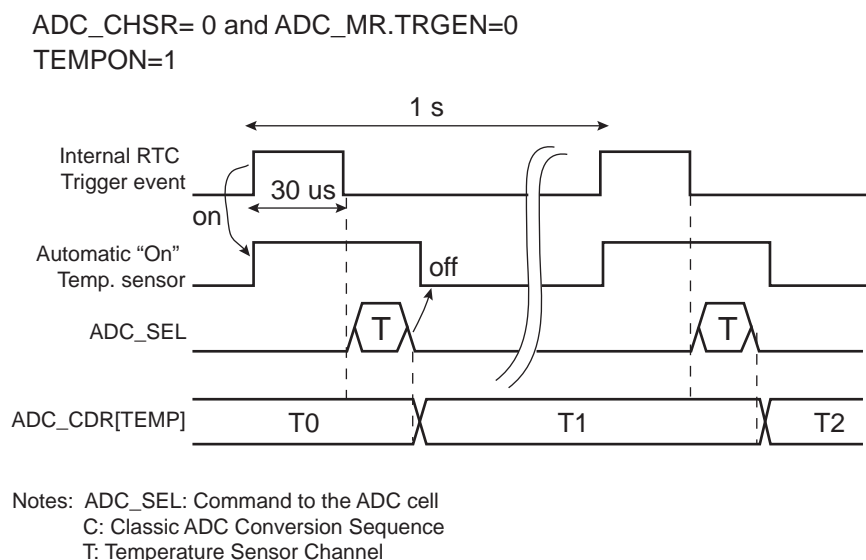 ADC_CHSR= 0 and ADC_MR.TRGEN=0
TEMPON=1
1 s
Internal RTC
Trigger event
30 us
on
Automatic “On”
Temp. sensor
off
ADC_SEL
T
T
ADC_CDR[TEMP]
T0
T1
T2
Notes: ADC_SEL: Command to the ADC cell
C: Classic ADC Conversion Sequence
T: Temperature Sensor Channel